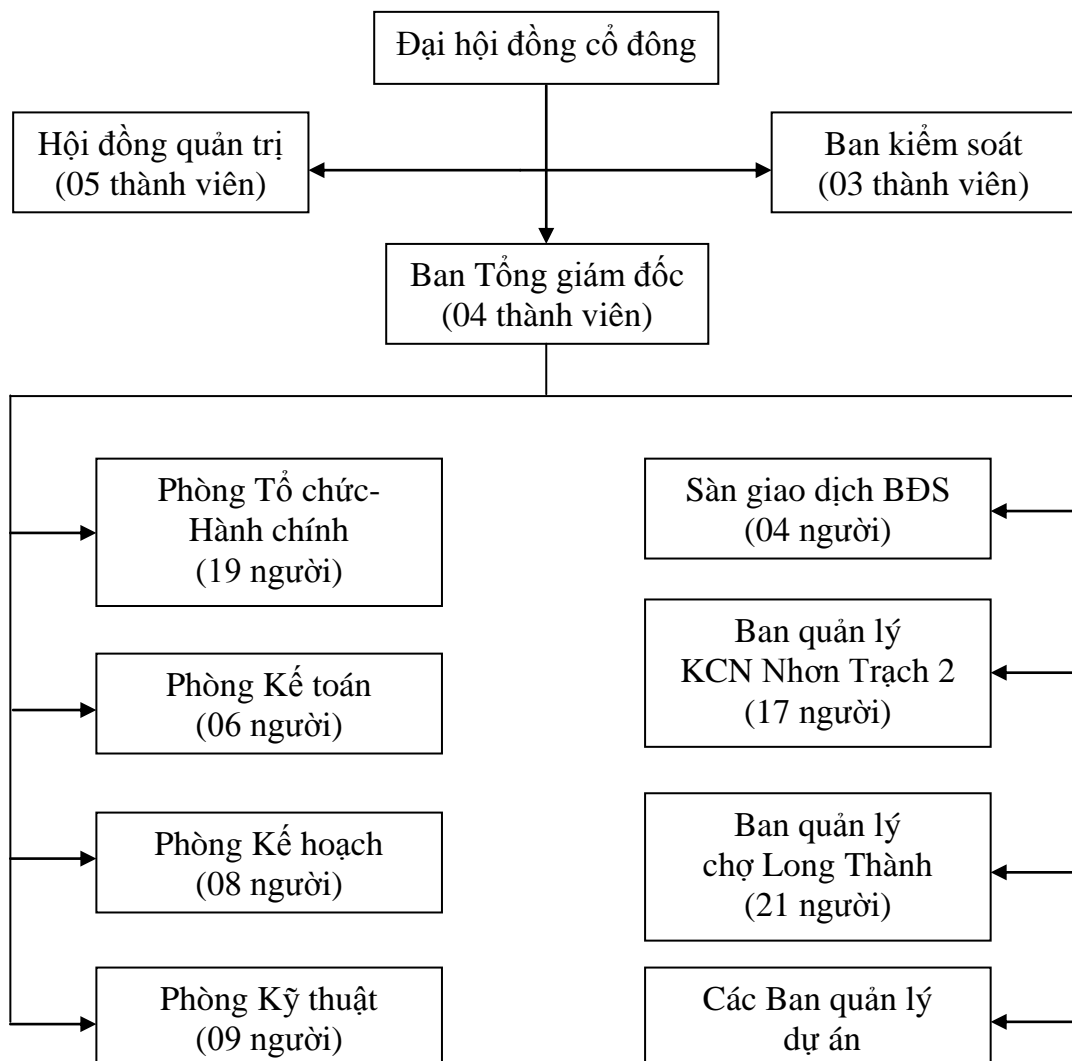 Đại hội đồng cổ đông
Hội đồng quản trị
(05 thành viên)
Ban kiểm soát
(03 thành viên)
Ban Tổng giám đốc
(04 thành viên)
Phòng Tổ chức-
Hành chính
(19 người)
Sàn giao dịch BĐS
(04 người)
Phòng Kế toán
(06 người)
Ban quản lý
KCN Nhơn Trạch 2
(17 người)
Phòng Kế hoạch
(08 người)
Ban quản lý
chợ Long Thành
(21 người)
Phòng Kỹ thuật
(09 người)
Các Ban quản lý
dự án